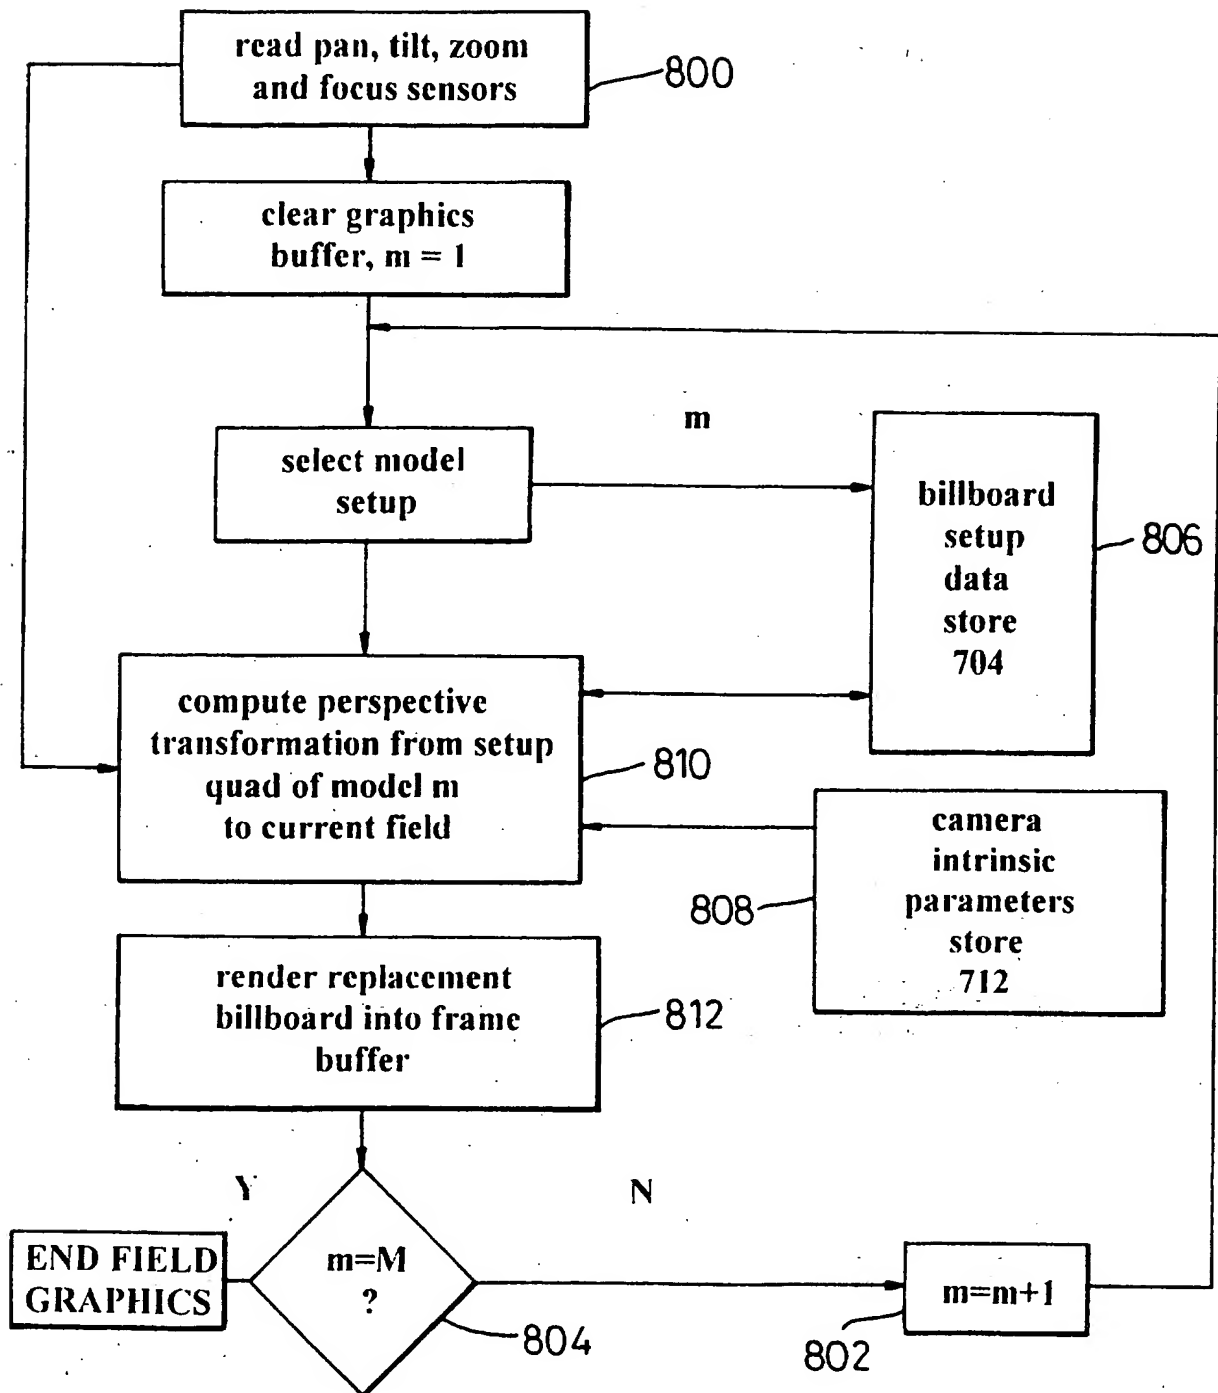 read pan, tilt, zoom
and focus sensors
800
clear graphics
buffer, m = 1
select model
setup
m
billboard
setup
data
store
704
806
compute perspective
transformation from setup
quad of model m
to current field
810
camera
intrinsic
parameters
store
712
808
render replacement
billboard into frame
buffer
812
Y
N
END FIELD
GRAPHICS
m=M
?
804
m=m+1
802